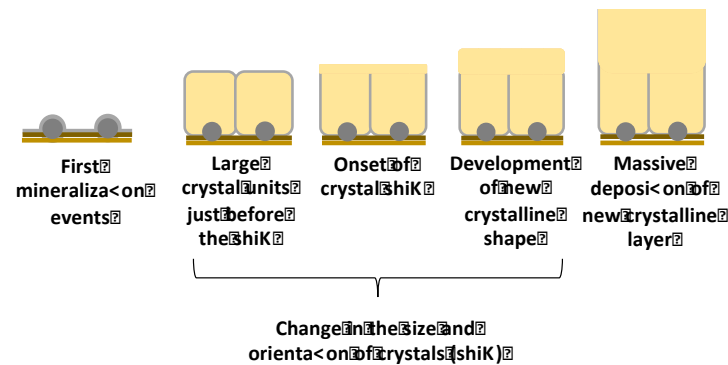 First�
mineraliza<on�
events�
Large�
crystal�units�
just�before�
the�shiK�
Onset�of�
crystal�shiK�
Development�
of�new�
crystalline�
shape�
Massive�
deposi<on�of�
new�crystalline�
layer�
Change�in�the�size�and�
orienta<on�of�crystals�(shiK)�